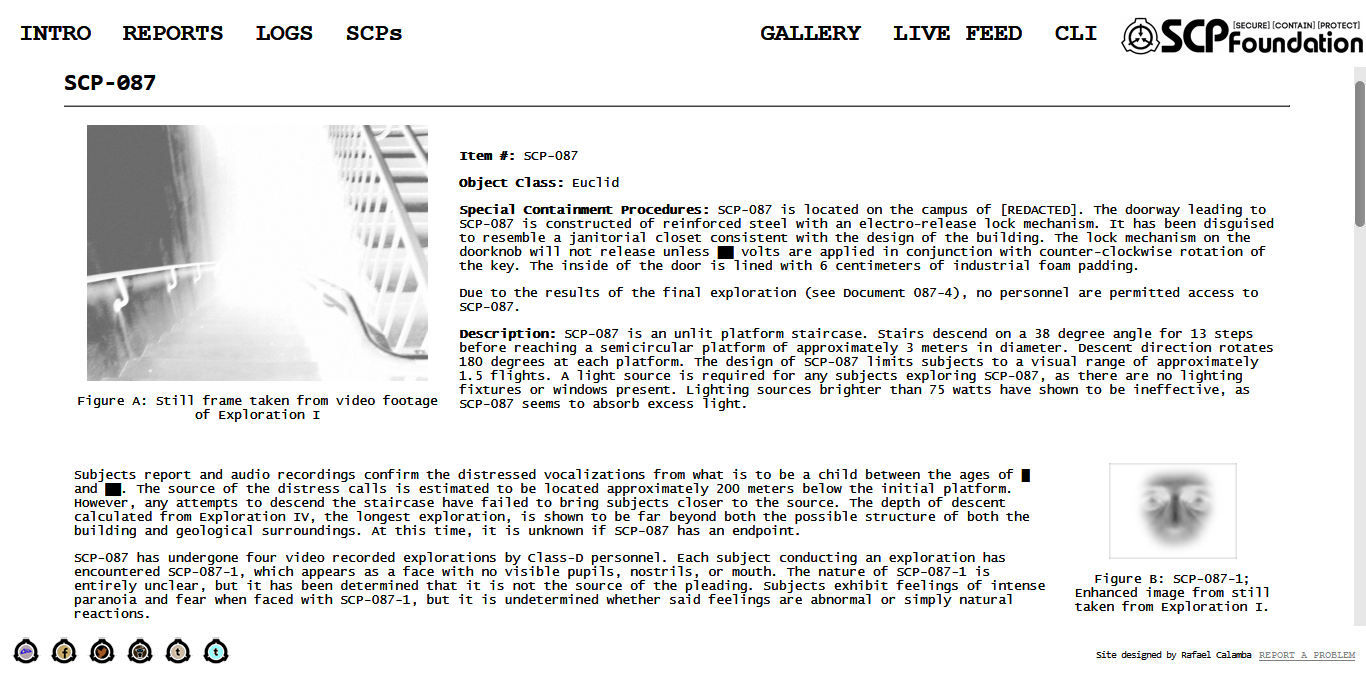 INTRO REPORTS LOGS SCPs GALLERY LIVE FEED CLI [SECURE] [CONTAIN] [PROTECT]
SCP Foundation
SCP-087
Item #: SCP-087
Object Class: Euclid
Special Containment Procedures: SCP-087 is located on the campus of [REDACTED]. The doorway leading to
SCP-087 is constructed of reinforced steel with an electro-release lock mechanism. It has been disguised
to resemble a janitorial closet consistent with the design of the building. The lock mechanism on the
doorknob will not release unless ██ volts are applied in conjunction with counter-clockwise rotation of
the key. The inside of the door is lined with 6 centimeters of industrial foam padding.
Due to the results of the final exploration (see Document 087-4), no personnel are permitted access to
SCP-087.
Description: SCP-087 is an unlit platform staircase. Stairs descend on a 38 degree angle for 13 steps
before reaching a semicircular platform of approximately 3 meters in diameter. Descent direction rotates
180 degrees at each platform. The design of SCP-087 limits subjects to a visual range of approximately
1.5 flights. A light source is required for any subjects exploring SCP-087, as there are no lighting
fixtures or windows present. Lighting sources brighter than 75 watts have shown to be ineffective, as
SCP-087 seems to absorb excess light.
Figure A: Still frame taken from video footage
of Exploration I
Subjects report and audio recordings confirm the distressed vocalizations from what is to be a child between the ages of █
and ██. The source of the distress calls is estimated to be located approximately 200 meters below the initial platform.
However, any attempts to descend the staircase have failed to bring subjects closer to the source. The depth of descent
calculated from Exploration IV, the longest exploration, is shown to be far beyond both the possible structure of both the
building and geological surroundings. At this time, it is unknown if SCP-087 has an endpoint.
SCP-087 has undergone four video recorded explorations by Class-D personnel. Each subject conducting an exploration has
encountered SCP-087-1, which appears as a face with no visible pupils, nostrils, or mouth. The nature of SCP-087-1 is
entirely unclear, but it has been determined that it is not the source of the pleading. Subjects exhibit feelings of intense
paranoia and fear when faced with SCP-087-1, but it is undetermined whether said feelings are abnormal or simply natural
reactions.
Figure B: SCP-087-1;
Enhanced image from still
taken from Exploration I.
Site designed by Rafael Calamba REPORT A PROBLEM